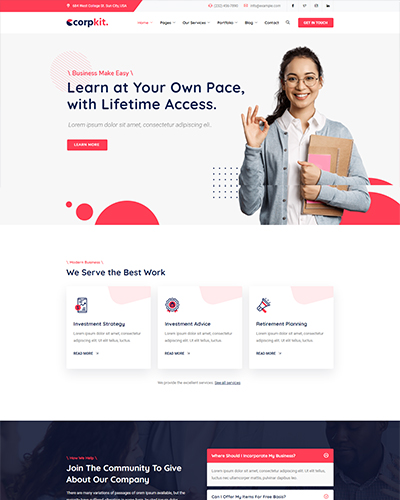 684 West College St. Sun City, USA
(232) 456-7890
info@example.com
corpkit.
Home
Pages
Our Services
Portfolio
Blog
Contact
GET IN TOUCH
\ Business Make Easy \
Learn at Your Own Pace,
with Lifetime Access.
Lorem ipsum dolor sit amet, consectetur adipiscing eli..
LEARN MORE
\ Modern Business \
We Serve the Best Work
Investment Strategy
Lorem ipsum dolor sit amet, consectetur
adipiscing elit. Ut elit tellus, luctus.
READ MORE
Investment Advice
Lorem ipsum dolor sit amet, consectetur
adipiscing elit. Ut elit tellus, luctus.
READ MORE
Retirement Planning
Lorem ipsum dolor sit amet, consectetur
adipiscing elit. Ut elit tellus, luctus.
READ MORE
We provide the excellent services. See all services
\ How We Help \
Join The Community To Give
About Our Company
There are many variations of passages of lorem Ipsum available, but the
Where Should I Incorporate My Business?
Lorem ipsum dolor sit amet, consectetur adipiscing elit. Ut elit tellus,
luctus nec ullamcorper mattis, pulvinar dapibus leo.
Can I Offer My Items For Free Basis?